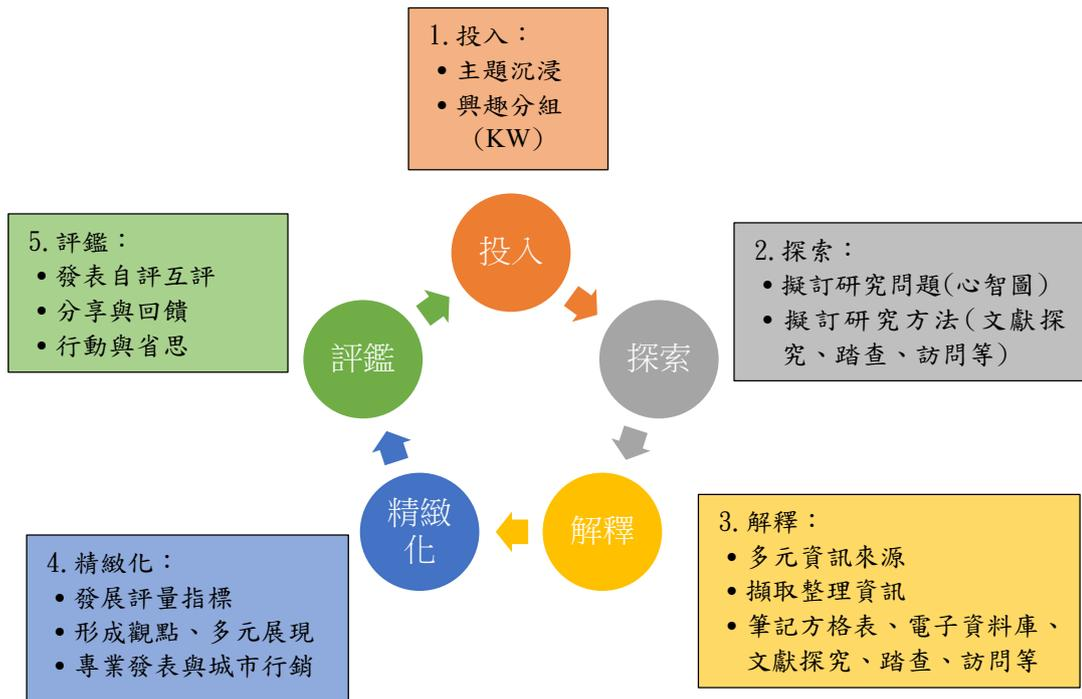 1. 投入：
• 主題沉浸
• 興趣分組
(KW)
投入
2. 探索：
• 擬訂研究問題(心智圖)
• 擬訂研究方法(文獻探
究、踏查、訪問等)
探索
3. 解釋：
• 多元資訊來源
• 擷取整理資訊
• 筆記方格表、電子資料庫、
文獻探究、踏查、訪問等
解釋
4. 精緻化：
• 發展評量指標
• 形成觀點、多元展現
• 專業發表與城市行銷
精緻
化
5. 評鑑：
• 發表自評互評
• 分享與回饋
• 行動與省思
評鑑